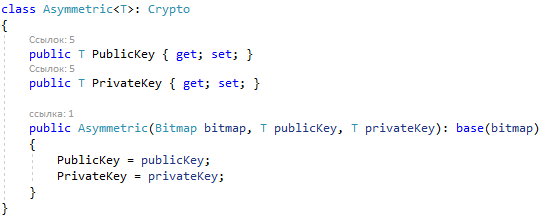 class Asymmetric<T>: Crypto
{
Ссылок: 5
public T PublicKey { get; set; }
Ссылок: 5
public T PrivateKey { get; set; }
ссылка: 1
public Asymmetric(Bitmap bitmap, T publicKey, T privateKey): base(bitmap)
{
PublicKey = publicKey;
PrivateKey = privateKey;
}
}